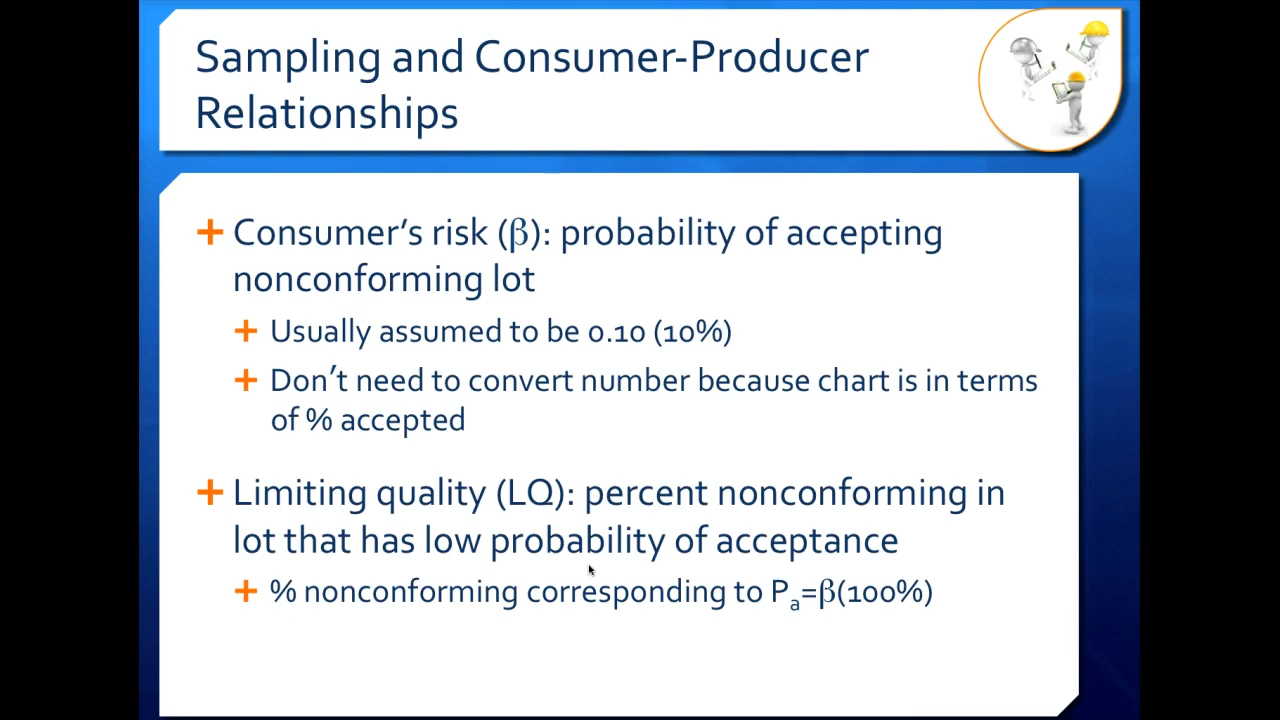 Sampling and Consumer-Producer
Relationships
Consumer’s risk (β): probability of accepting
nonconforming lot
Usually assumed to be 0.10 (10%)
Don’t need to convert number because chart is in terms
of % accepted
Limiting quality (LQ): percent nonconforming in
lot that has low probability of acceptance
% nonconforming corresponding to Pa=β(100%)